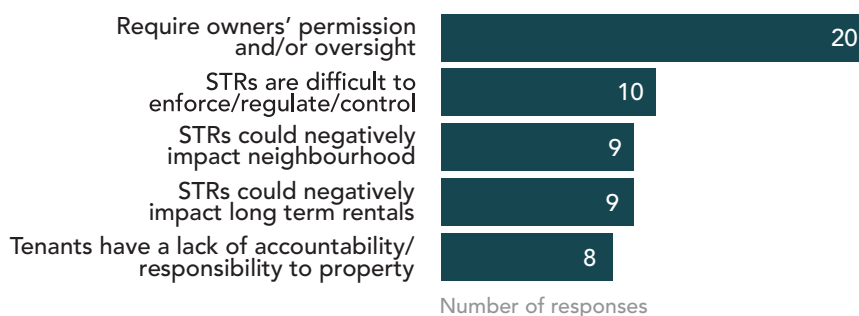 Require owners’ permission
and/or oversight
20
STRs are difficult to
enforce/regulate/control
10
STRs could negatively
impact neighbourhood
9
STRs could negatively
impact long term rentals
9
Tenants have a lack of accountability/
responsibility to property
8
Number of responses